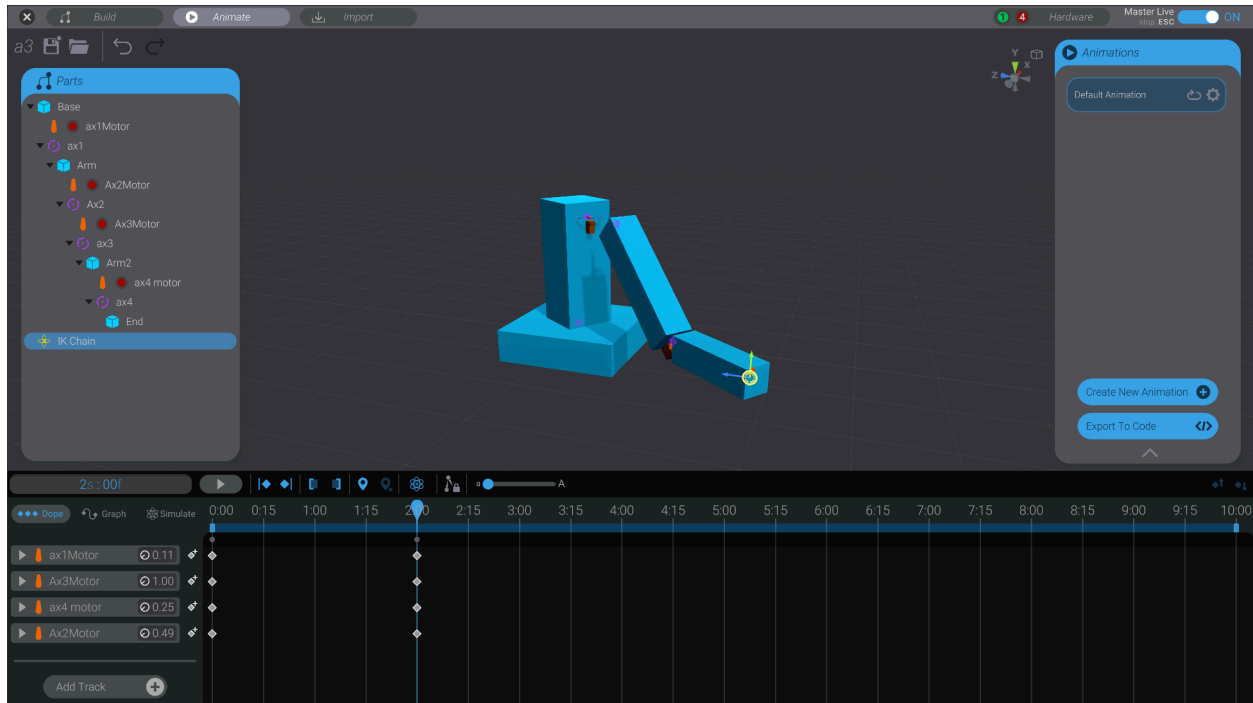 Build
Animate
Import
1 4 Hardware
Master Live
stop: ESC
ON
a3
Parts
Base
ax1Motor
ax1
Arm
Ax2Motor
Ax2
Ax3Motor
ax3
Arm2
ax4 motor
ax4
End
IK Chain
Y
X
Z
Animations
Default Animation
Create New Animation
Export To Code </>
2s: 00f
a A
Dope Graph Simulate
0:00 0:15 1:00 1:15 2:00 2:15 3:00 3:15 4:00 4:15 5:00 5:15 6:00 6:15 7:00 7:15 8:00 8:15 9:00 9:15 10:00
ax1Motor 0.11
Ax3Motor 1.00
ax4 motor 0.25
Ax2Motor 0.49
Add Track